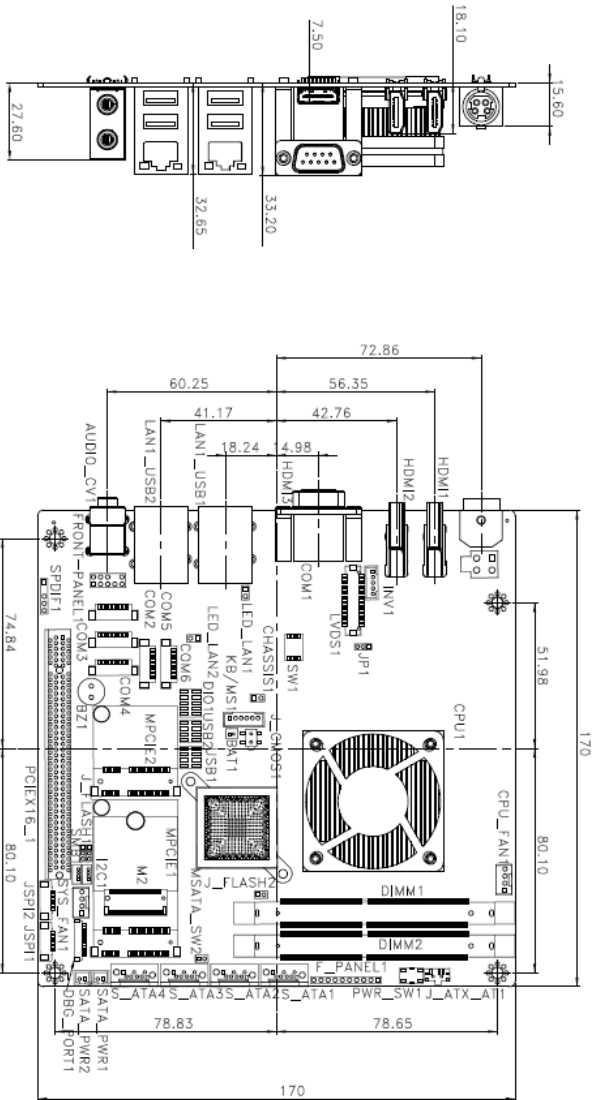 7.50
18.10
15.60
27.60
32.65
33.20
72.86
60.25
56.35
41.17
42.76
18.24
14.98
AUDIO_CV1
LAN1_USB2
LAN1_USB1
HDMI3
HDMI2
HDMI1
FRONT-PANEL1
SPDIF1
COM3
COM2
COM5
COM4
COM6
LED_LAN2
LED_LAN1
COM1
LVDS1
INV1
JP1
SW1
CHASSIS1
KB/MS1
J_CMOS1
BAT1
DIO1
USB2
USB1
BZ1
MPCIE2
CPU1
74.84
51.98
170
PCIEX16_1
J_FLASH1
SMB
I2C1
MPCIE1
M2
MSATA_SW2
J_FLASH2
CPU_FAN1
DIMM1
DIMM2
80.10
80.10
SYS_FAN1
JSPI2
JSPI1
F_PANEL1
S_ATA4
S_ATA3
S_ATA2
S_ATA1
PWR_SW1
J_ATX_AT1
DBG_PORT1
SATA_PWR2
SATA_PWR1
78.83
78.65
170